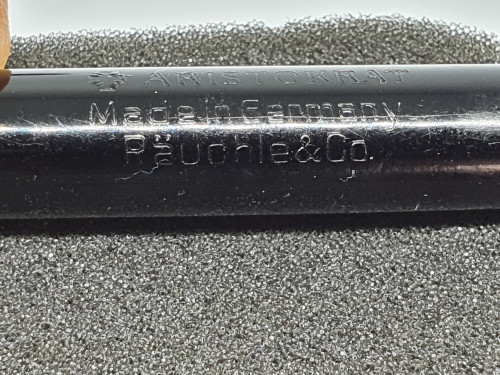 ARISTOKRAT
Made in Germany
Räuchle & Co.